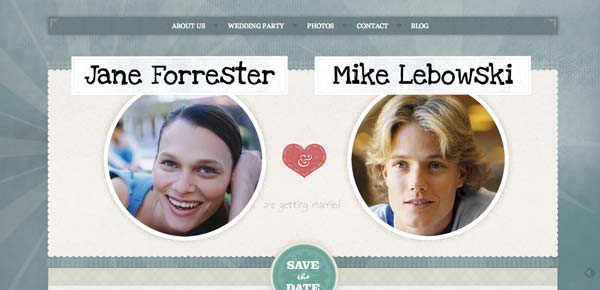 ABOUT US WEDDING PARTY PHOTOS CONTACT BLOG
Jane Forrester Mike Lebowski
&
are getting married
SAVE
the
DATE